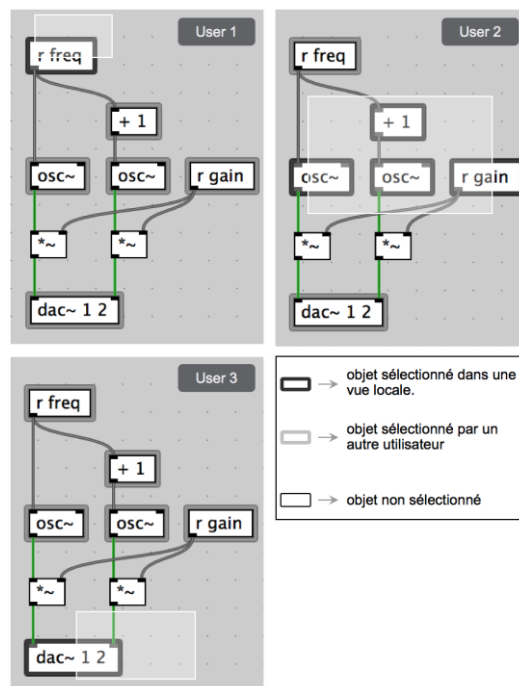 User 1
r freq
+ 1
osc~
osc~
r gain
*~
*~
dac~ 1 2
User 2
r freq
+ 1
osc~
osc~
r gain
*~
*~
dac~ 1 2
User 3
r freq
+ 1
osc~
osc~
r gain
*~
*~
dac~ 1 2
objet sélectionné dans une
vue locale.
objet sélectionné par un
autre utilisateur
objet non sélectionné